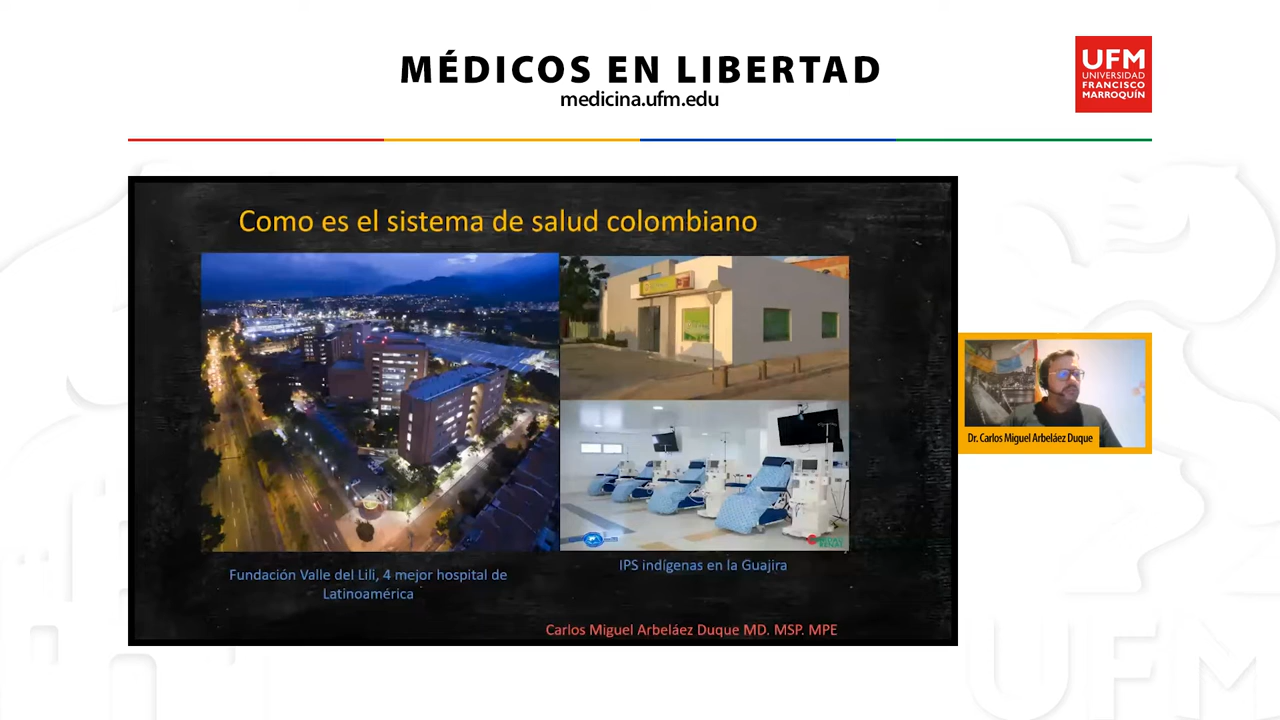 MÉDICOS EN LIBERTAD
medicina.ufm.edu
UFM
UNIVERSIDAD
FRANCISCO
MARROQUÍN
Como es el sistema de salud colombiano
Fundación Valle del Lili, 4 mejor hospital de
Latinoamérica
IPS indígenas en la Guajira
Carlos Miguel Arbeláez Duque MD. MSP. MPE
Dr. Carlos Miguel Arbeláez Duque
UFM